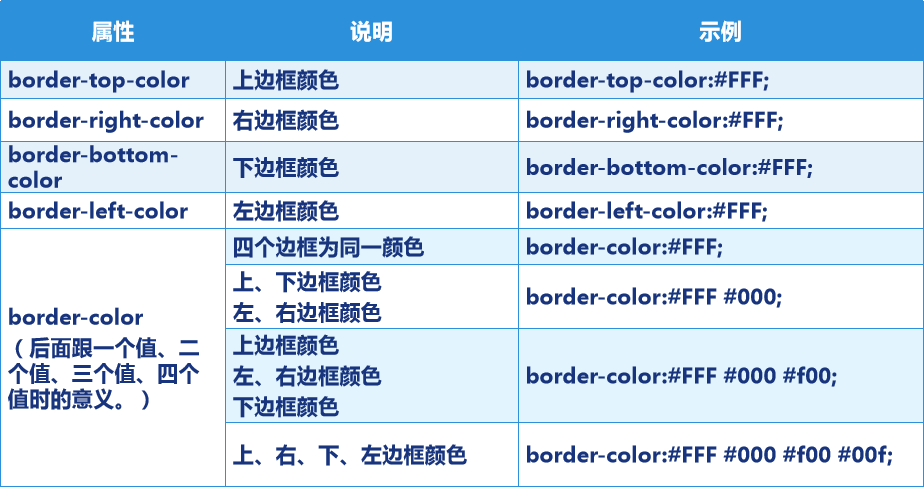 属性 说明 示例
border-top-color 上边框颜色 border-top-color:#FFF;
border-right-color 右边框颜色 border-right-color:#FFF;
border-bottom-
color 下边框颜色 border-bottom-color:#FFF;
border-left-color 左边框颜色 border-left-color:#FFF;
border-color
（后面跟一个值、二
个值、三个值、四个
值时的意义。）
四个边框为同一颜色 border-color:#FFF;
上、下边框颜色
左、右边框颜色
border-color:#FFF #000;
上边框颜色
左、右边框颜色
下边框颜色
border-color:#FFF #000 #f00;
上、右、下、左边框颜色 border-color:#FFF #000 #f00 #00f;